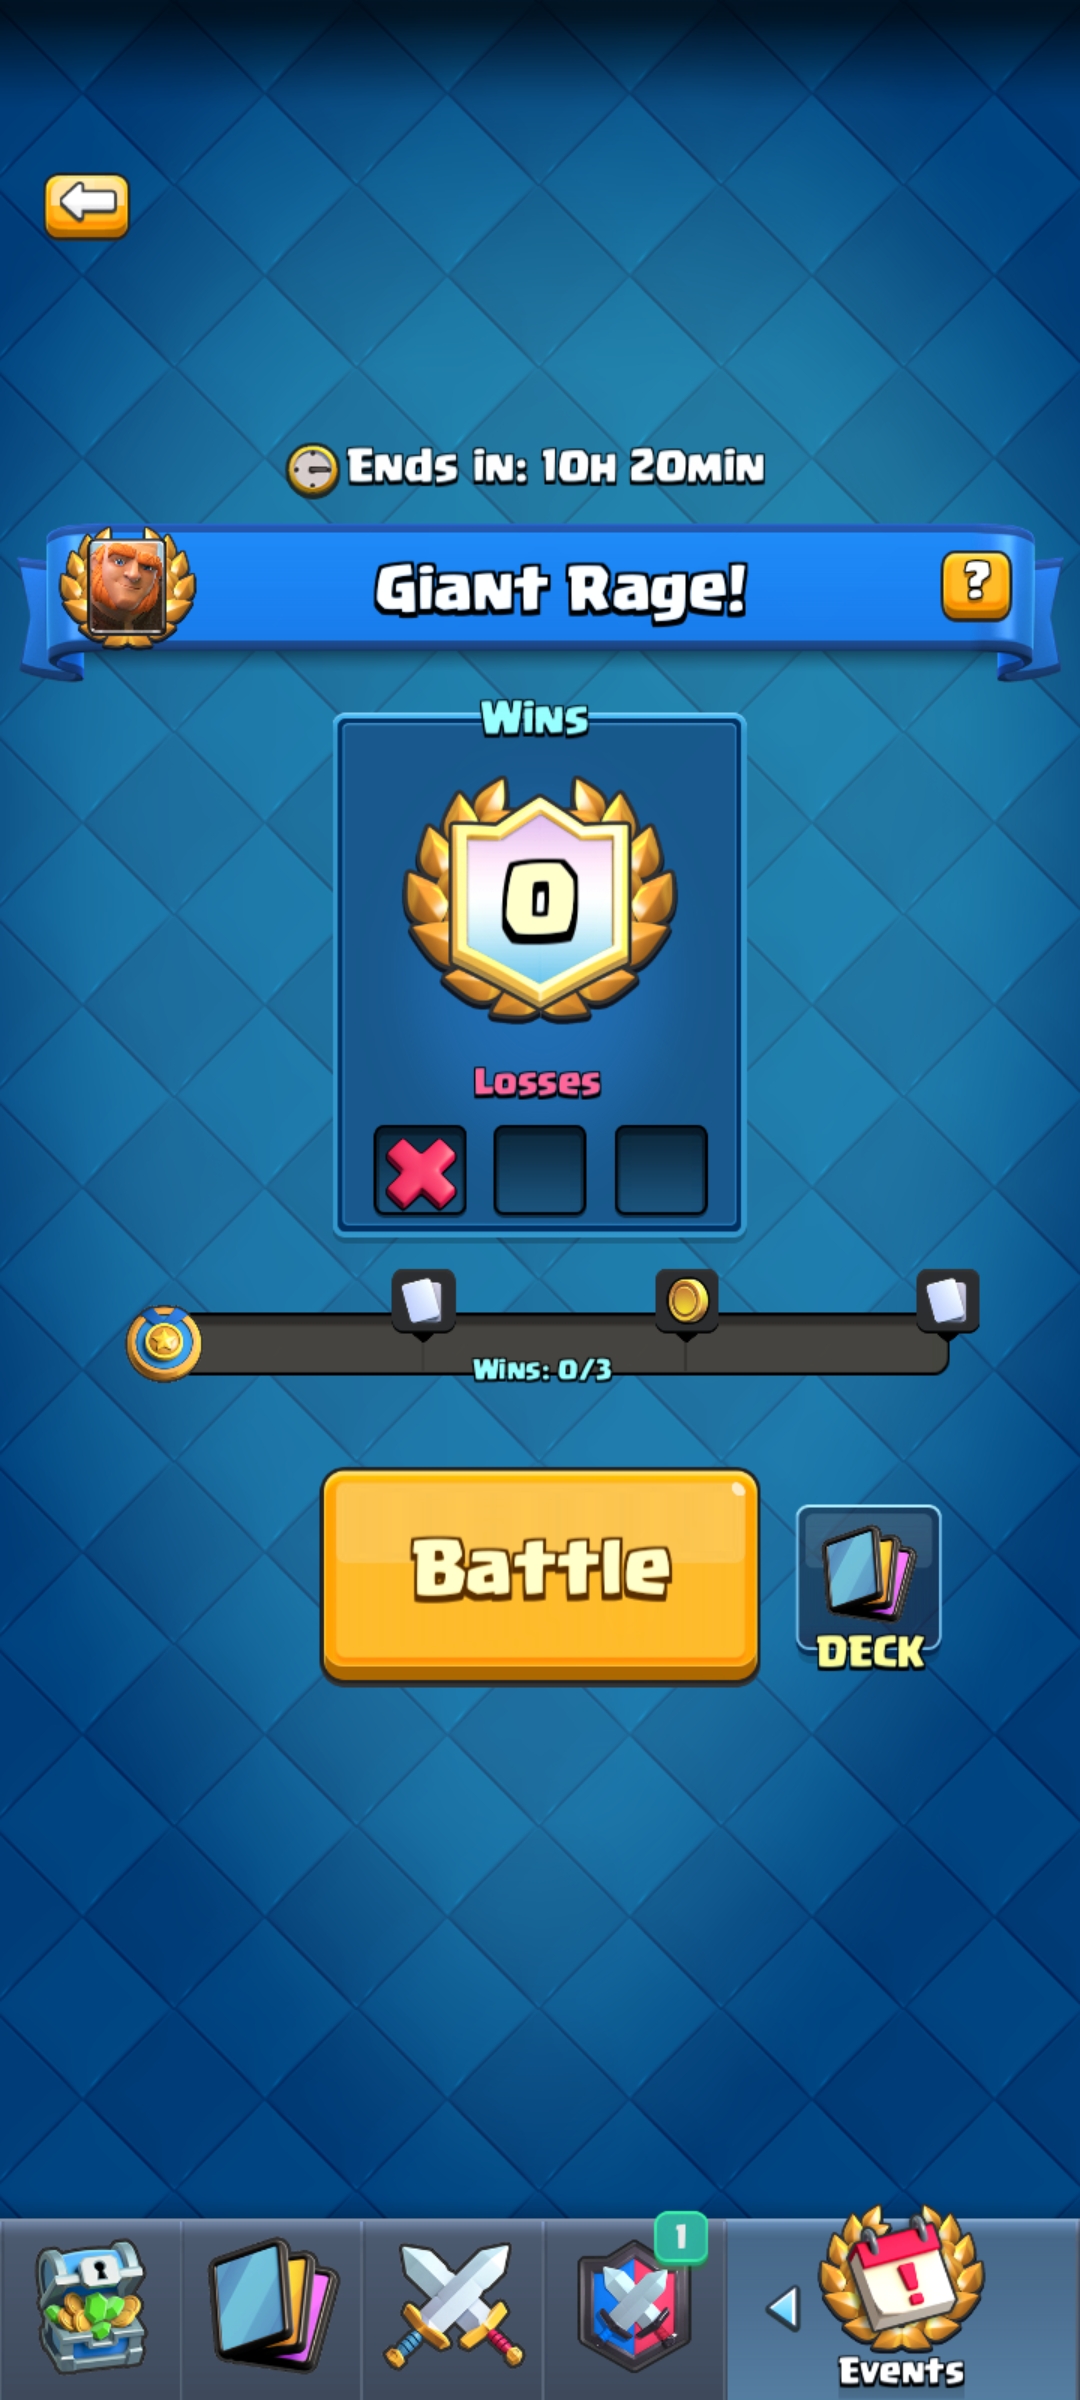 Ends in: 10H 20min
Giant Rage!
?
Wins
0
Losses
Wins: 0/3
Battle
DECK
1
Events